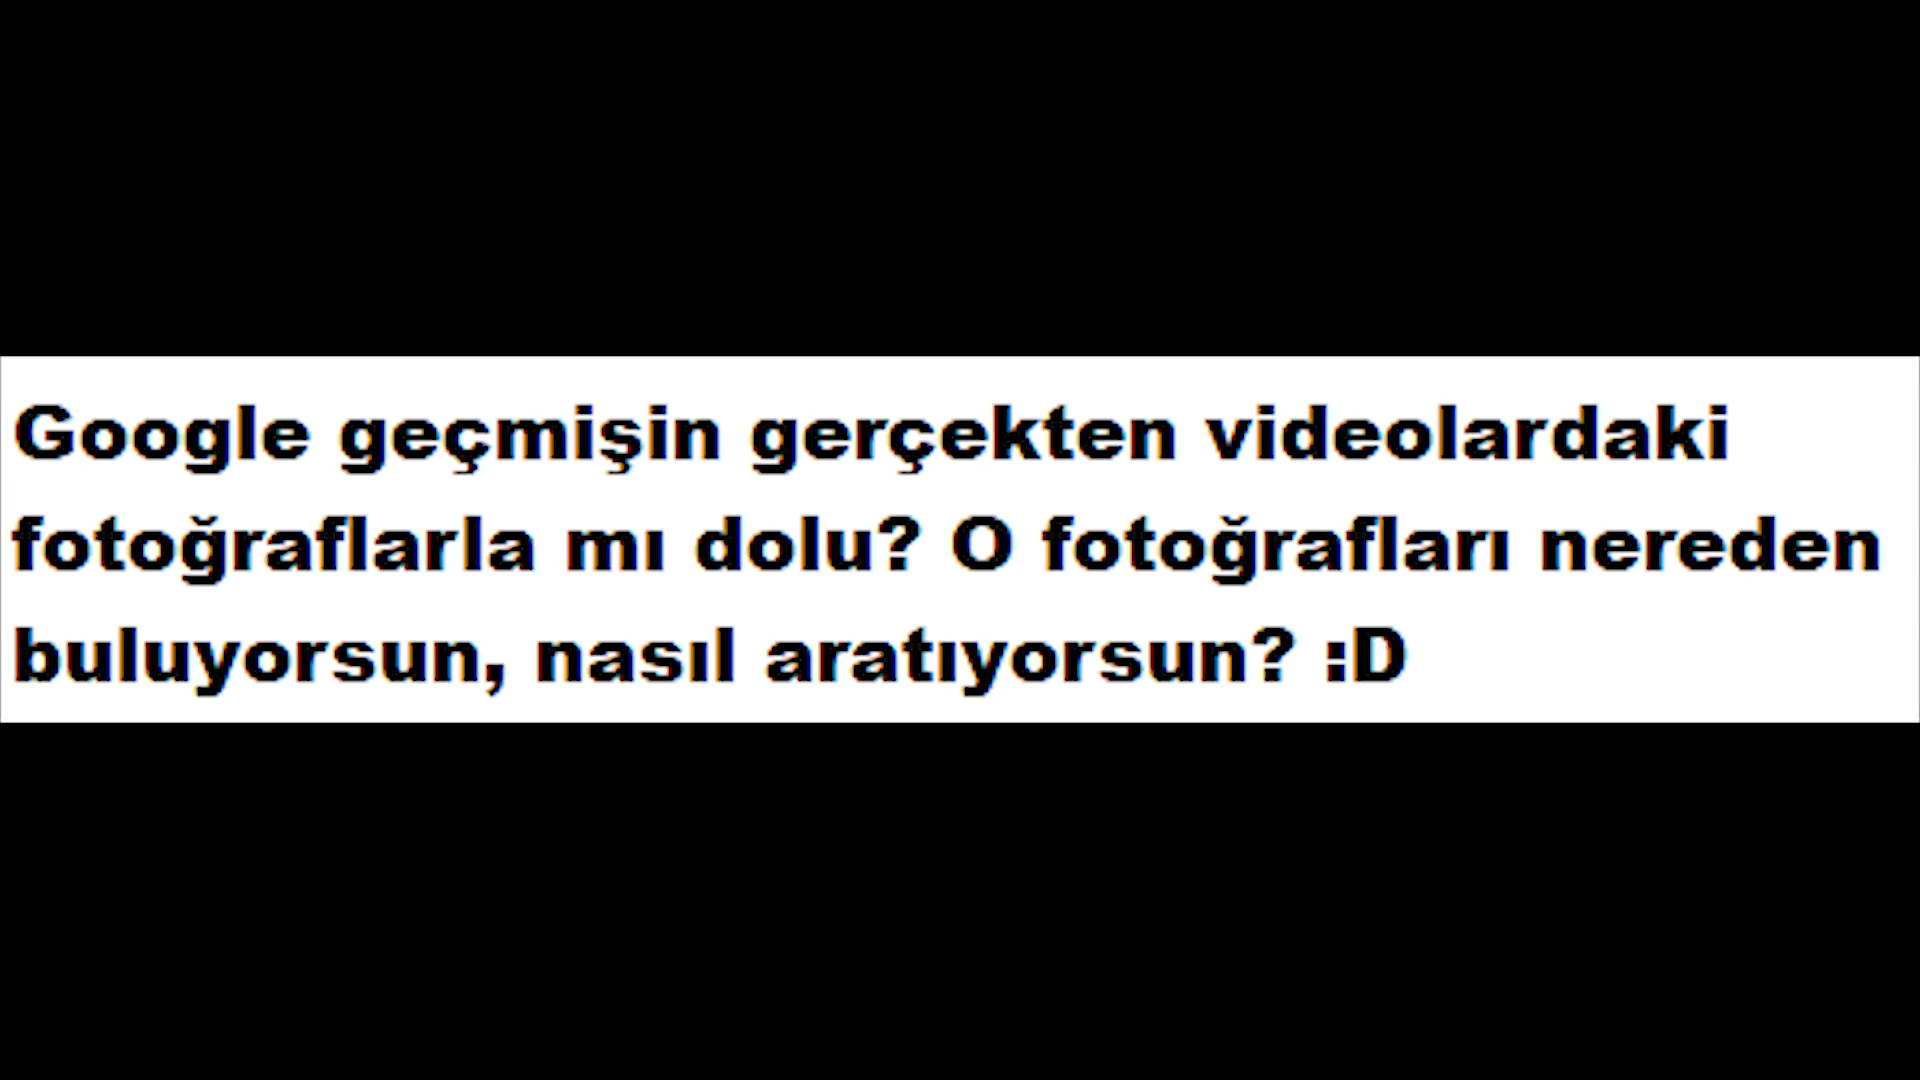 Google geçmişin gerçekten videolardaki
fotoğraflarla mı dolu? O fotoğrafları nereden
buluyorsun, nasıl aratıyorsun? :D